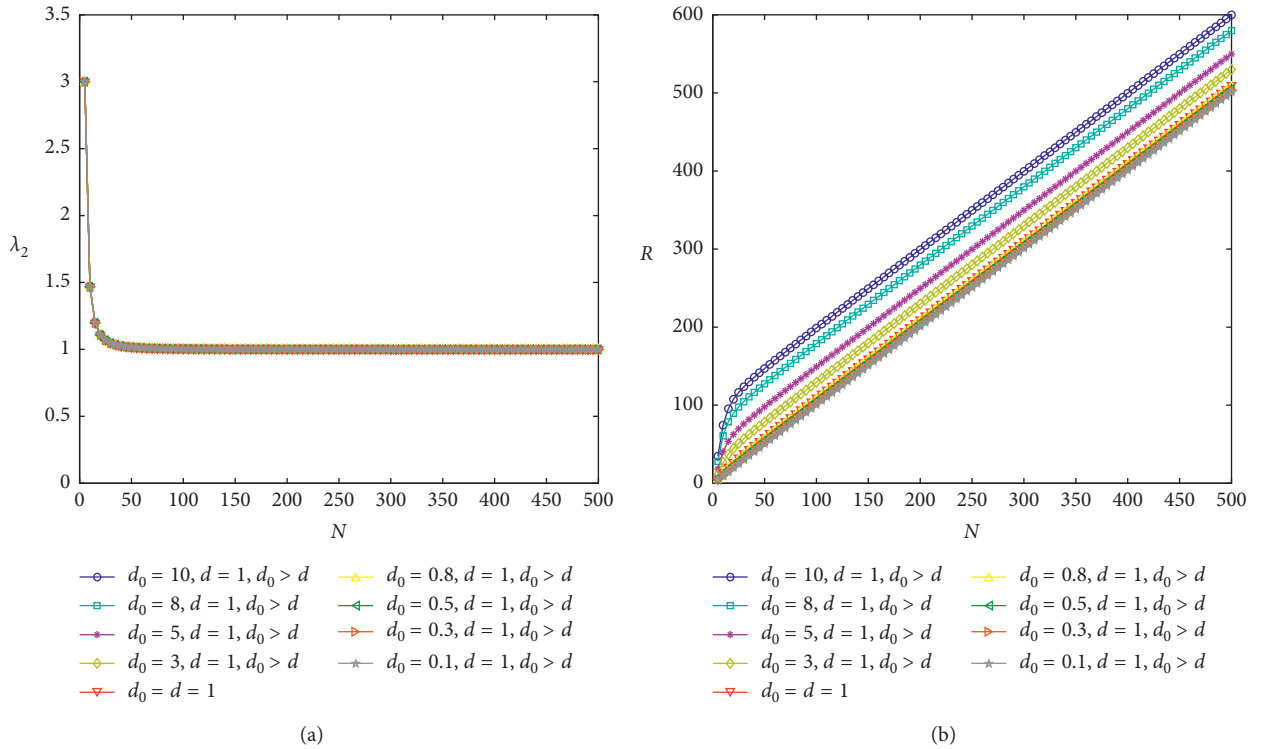 3.5
3
2.5
2
1.5
1
0.5
0
λ2
0 50 100 150 200 250 300 350 400 450 500
N
d0 = 10, d = 1, d0 > d
d0 = 8, d = 1, d0 > d
d0 = 5, d = 1, d0 > d
d0 = 3, d = 1, d0 > d
d0 = d = 1
d0 = 0.8, d = 1, d0 > d
d0 = 0.5, d = 1, d0 > d
d0 = 0.3, d = 1, d0 > d
d0 = 0.1, d = 1, d0 > d
(a)
600
500
400
300
200
100
0
R
0 50 100 150 200 250 300 350 400 450 500
N
d0 = 10, d = 1, d0 > d
d0 = 8, d = 1, d0 > d
d0 = 5, d = 1, d0 > d
d0 = 3, d = 1, d0 > d
d0 = d = 1
d0 = 0.8, d = 1, d0 > d
d0 = 0.5, d = 1, d0 > d
d0 = 0.3, d = 1, d0 > d
d0 = 0.1, d = 1, d0 > d
(b)